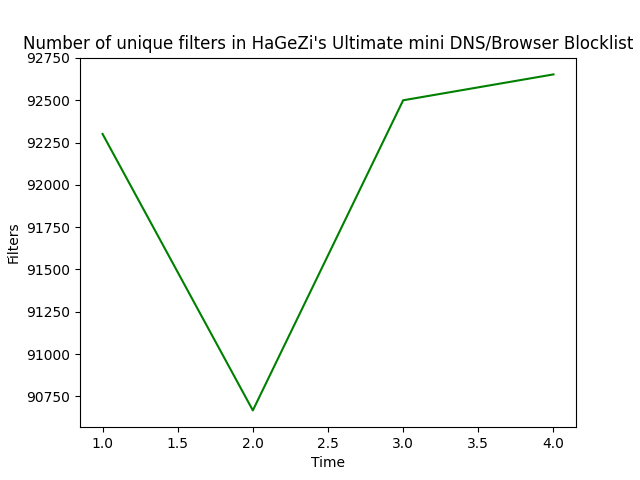 Number of unique filters in HaGeZi's Ultimate mini DNS/Browser Blocklist
92750
92500
92250
92000
91750
91500
91250
91000
90750
Filters
1.0 1.5 2.0 2.5 3.0 3.5 4.0
Time